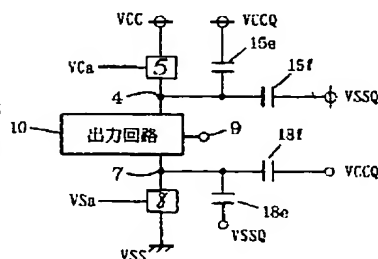 VCC
VCCQ
VCa
5
15e
15f
4
VSSQ
10
出力回路
9
18f
7
VCCQ
VSa
8
18e
VSS
VSSQ